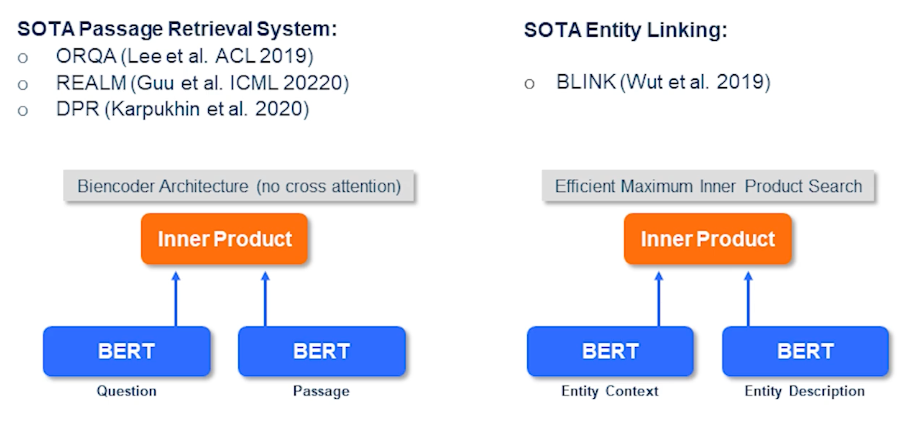 SOTA Passage Retrieval System:
o ORQA (Lee et al. ACL 2019)
o REALM (Guu et al. ICML 20220)
o DPR (Karpukhin et al. 2020)
Biencoder Architecture (no cross attention)
Inner Product
BERT BERT
Question Passage
SOTA Entity Linking:
o BLINK (Wut et al. 2019)
Efficient Maximum Inner Product Search
Inner Product
BERT BERT
Entity Context Entity Description